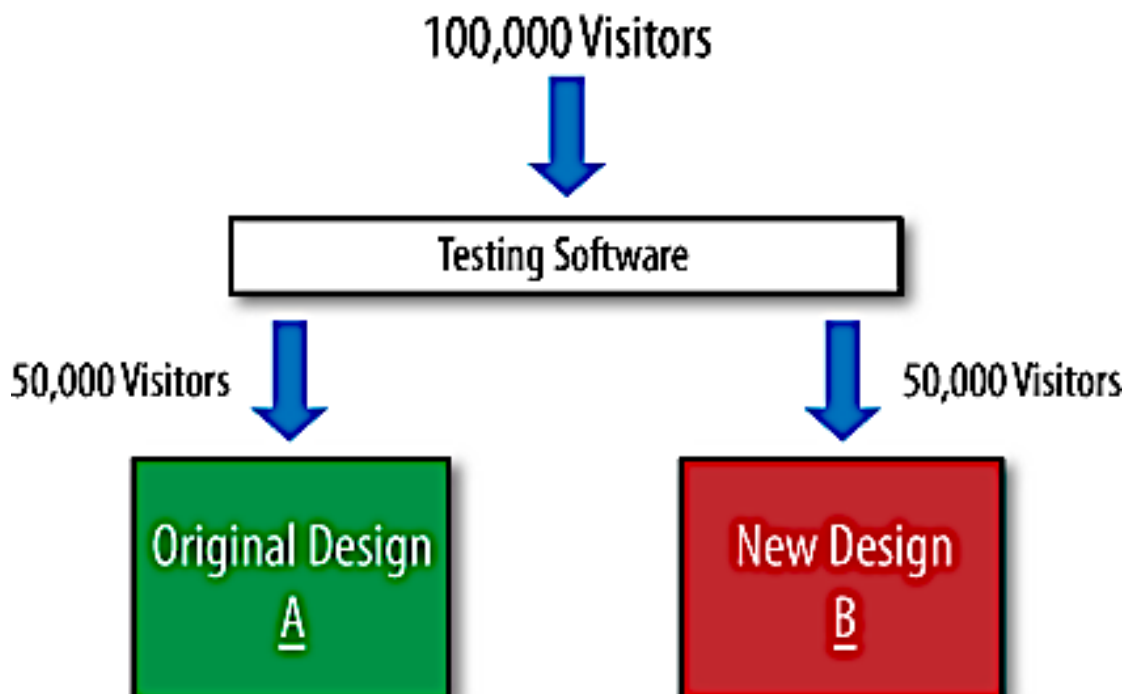 100,000 Visitors
Testing Software
50,000 Visitors
50,000 Visitors
Original Design
A
New Design
B